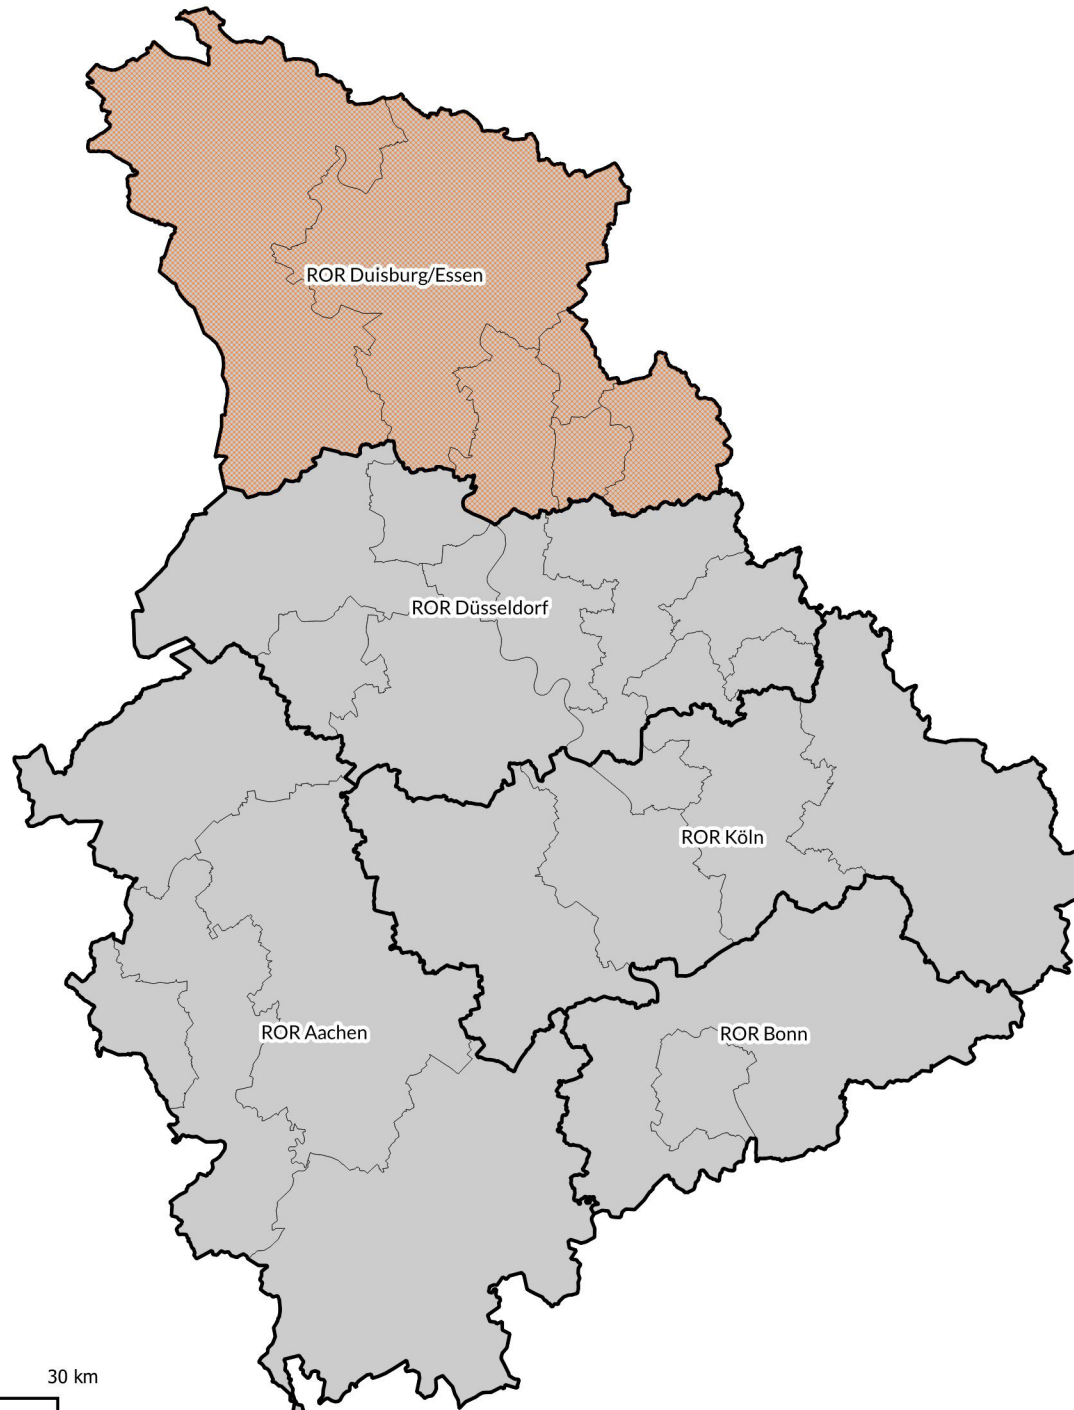 ROR Duisburg/Essen
ROR Düsseldorf
ROR Köln
ROR Aachen
ROR Bonn
30 km